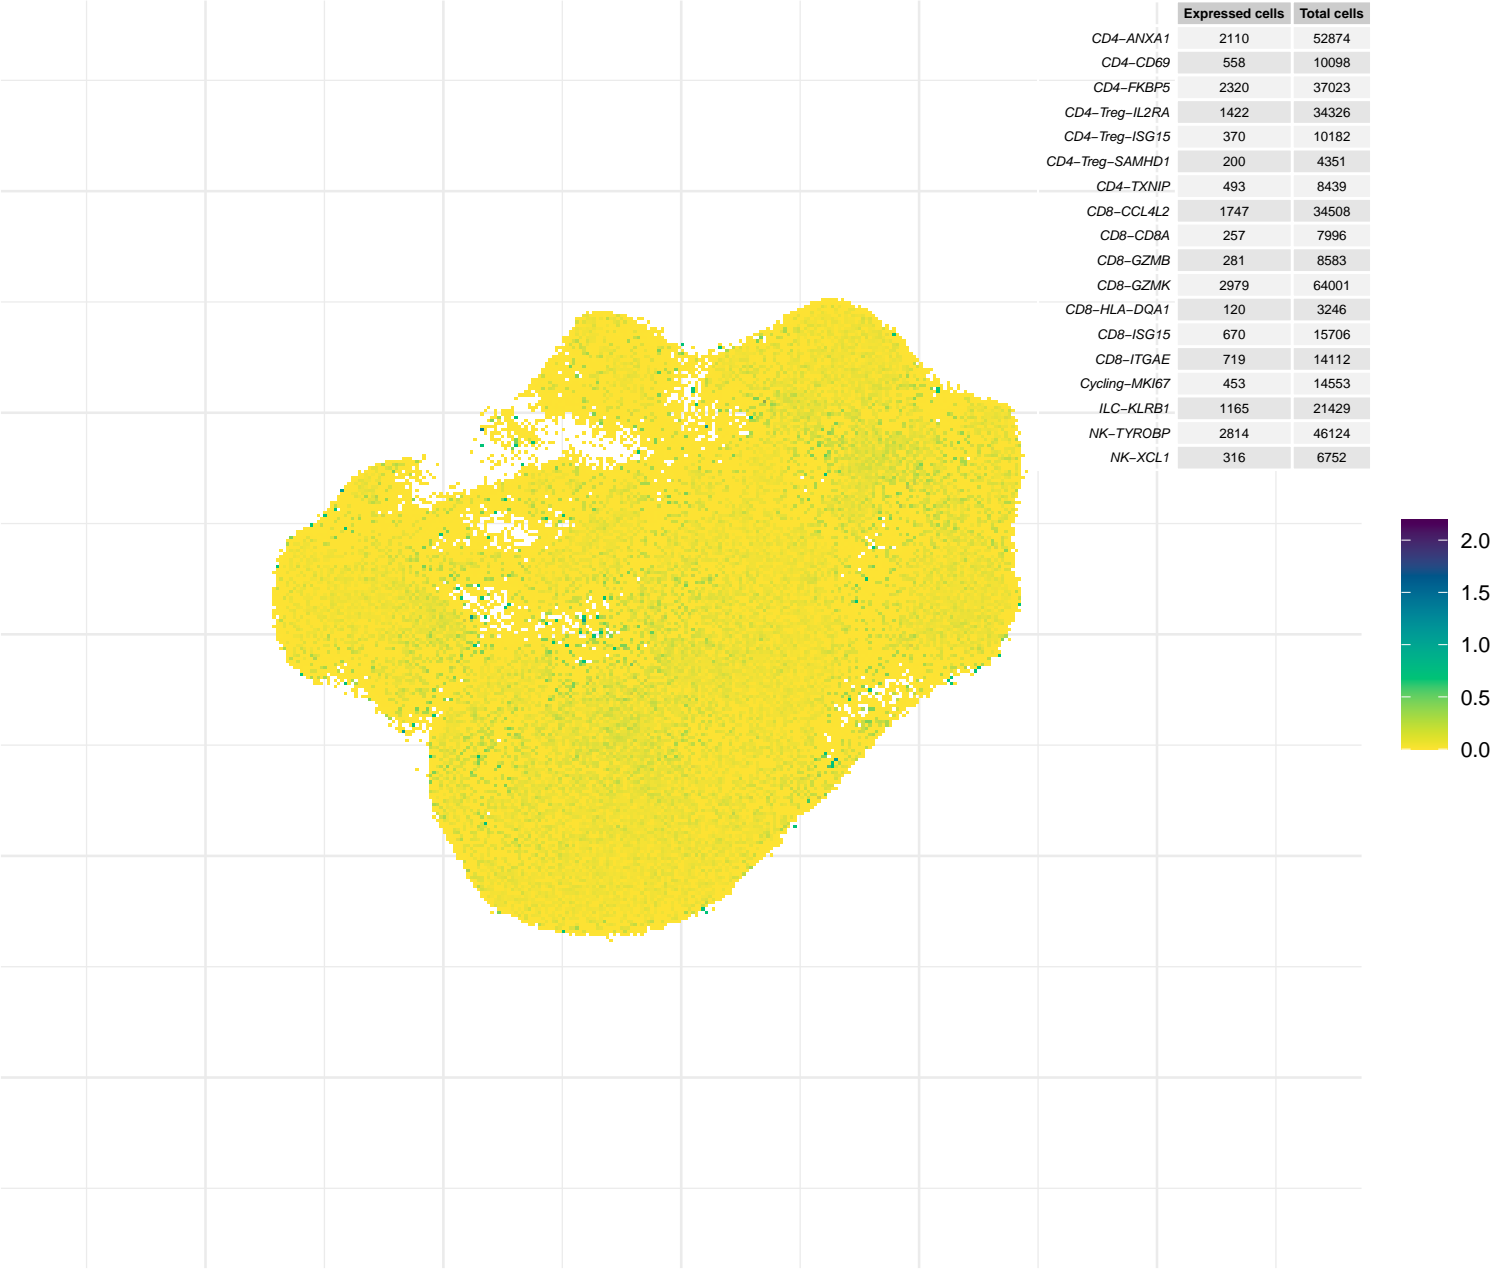 Expressed cells Total cells
CD4−ANXA1 2110 52874
CD4−CD69 558 10098
CD4−FKBP5 2320 37023
CD4−Treg−IL2RA 1422 34326
CD4−Treg−ISG15 370 10182
CD4−Treg−SAMHD1 200 4351
CD4−TXNIP 493 8439
CD8−CCL4L2 1747 34508
CD8−CD8A 257 7996
CD8−GZMB 281 8583
CD8−GZMK 2979 64001
CD8−HLA−DQA1 120 3246
CD8−ISG15 670 15706
CD8−ITGAE 719 14112
Cycling−MKI67 453 14553
ILC−KLRB1 1165 21429
NK−TYROBP 2814 46124
NK−XCL1 316 6752
2.0
1.5
1.0
0.5
0.0